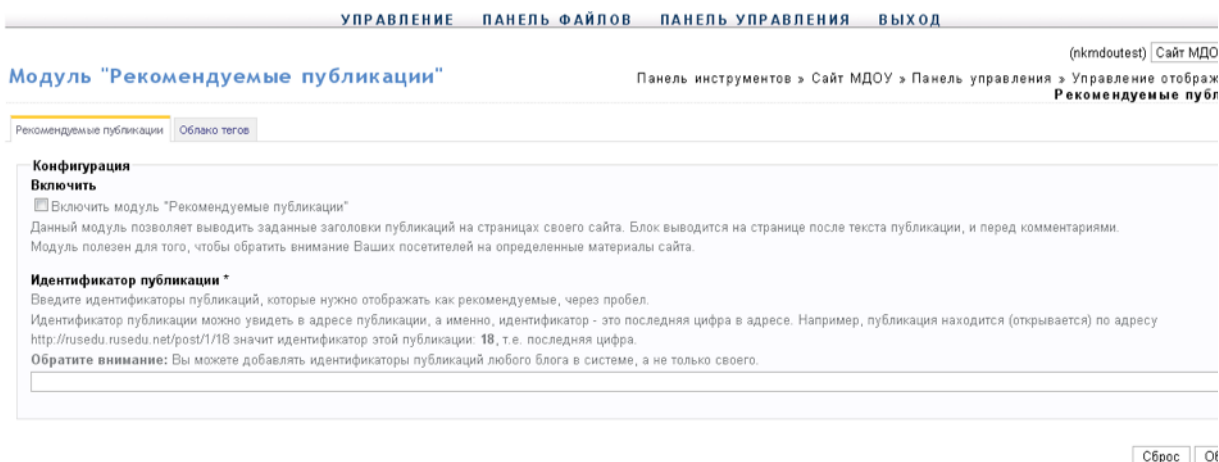 УПРАВЛЕНИЕ ПАНЕЛЬ ФАЙЛОВ ПАНЕЛЬ УПРАВЛЕНИЯ ВЫХОД
(nkmdoutest) Сайт МДО
Модуль "Рекомендуемые публикации"
Панель инструментов » Сайт МДОУ » Панель управления » Управление отображ
Рекомендуемые публ
Рекомендуемые публикации Облако тегов
Конфигурация
Включить
Включить модуль "Рекомендуемые публикации"
Данный модуль позволяет выводить заданные заголовки публикаций на страницах своего сайта. Блок выводится на странице после текста публикации, и перед комментариями.
Модуль полезен для того, чтобы обратить внимание Ваших посетителей на определенные материалы сайта.
Идентификатор публикации *
Введите идентификаторы публикаций, которые нужно отображать как рекомендуемые, через пробел.
Идентификатор публикации можно увидеть в адресе публикации, а именно, идентификатор - это последняя цифра в адресе. Например, публикация находится (открывается) по адресу
http://rusedu.rusedu.net/post/1/18 значит идентификатор этой публикации: 18, т.е. последняя цифра.
Обратите внимание: Вы можете добавлять идентификаторы публикаций любого блога в системе, а не только своего.
Сброс Об